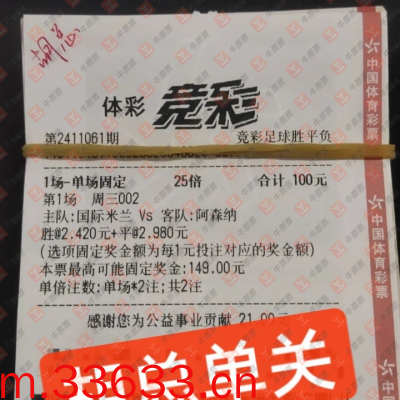 体彩 竞彩
第2411061期 竞彩足球胜平负
1场-单场固定 25倍 合计 100元
第1场 周三002
主队:国际米兰 Vs 客队:阿森纳
胜@2.420元+平@2.980元
(选项固定奖金额为每1元投注对应的奖金额)
本票最高可能固定奖金:149.00元
单倍注数:单场*2注;共2注
感谢您为公益事业贡献 21.00元
单单关
m.33633.cn
中国体育彩票
中国体育彩票